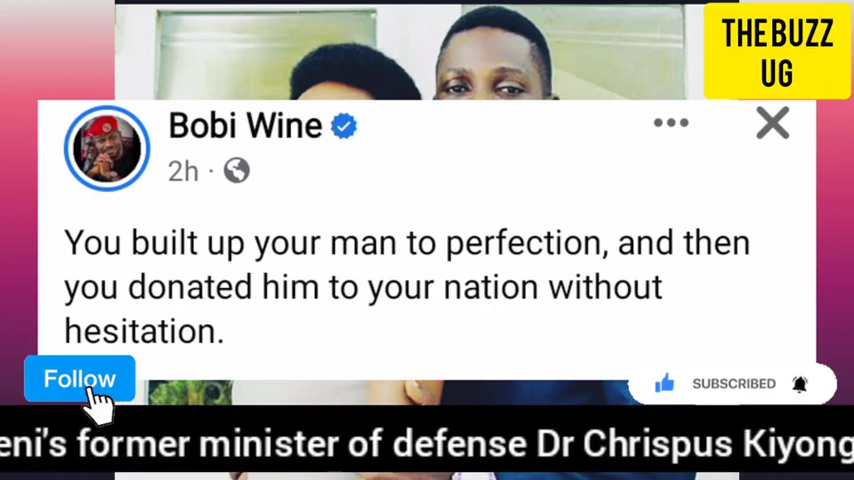 THE BUZZ
UG
Bobi Wine
2h ·
You built up your man to perfection, and then
you donated him to your nation without
hesitation.
Follow
SUBSCRIBED
eni's former minister of defense Dr Chrispus Kiyong